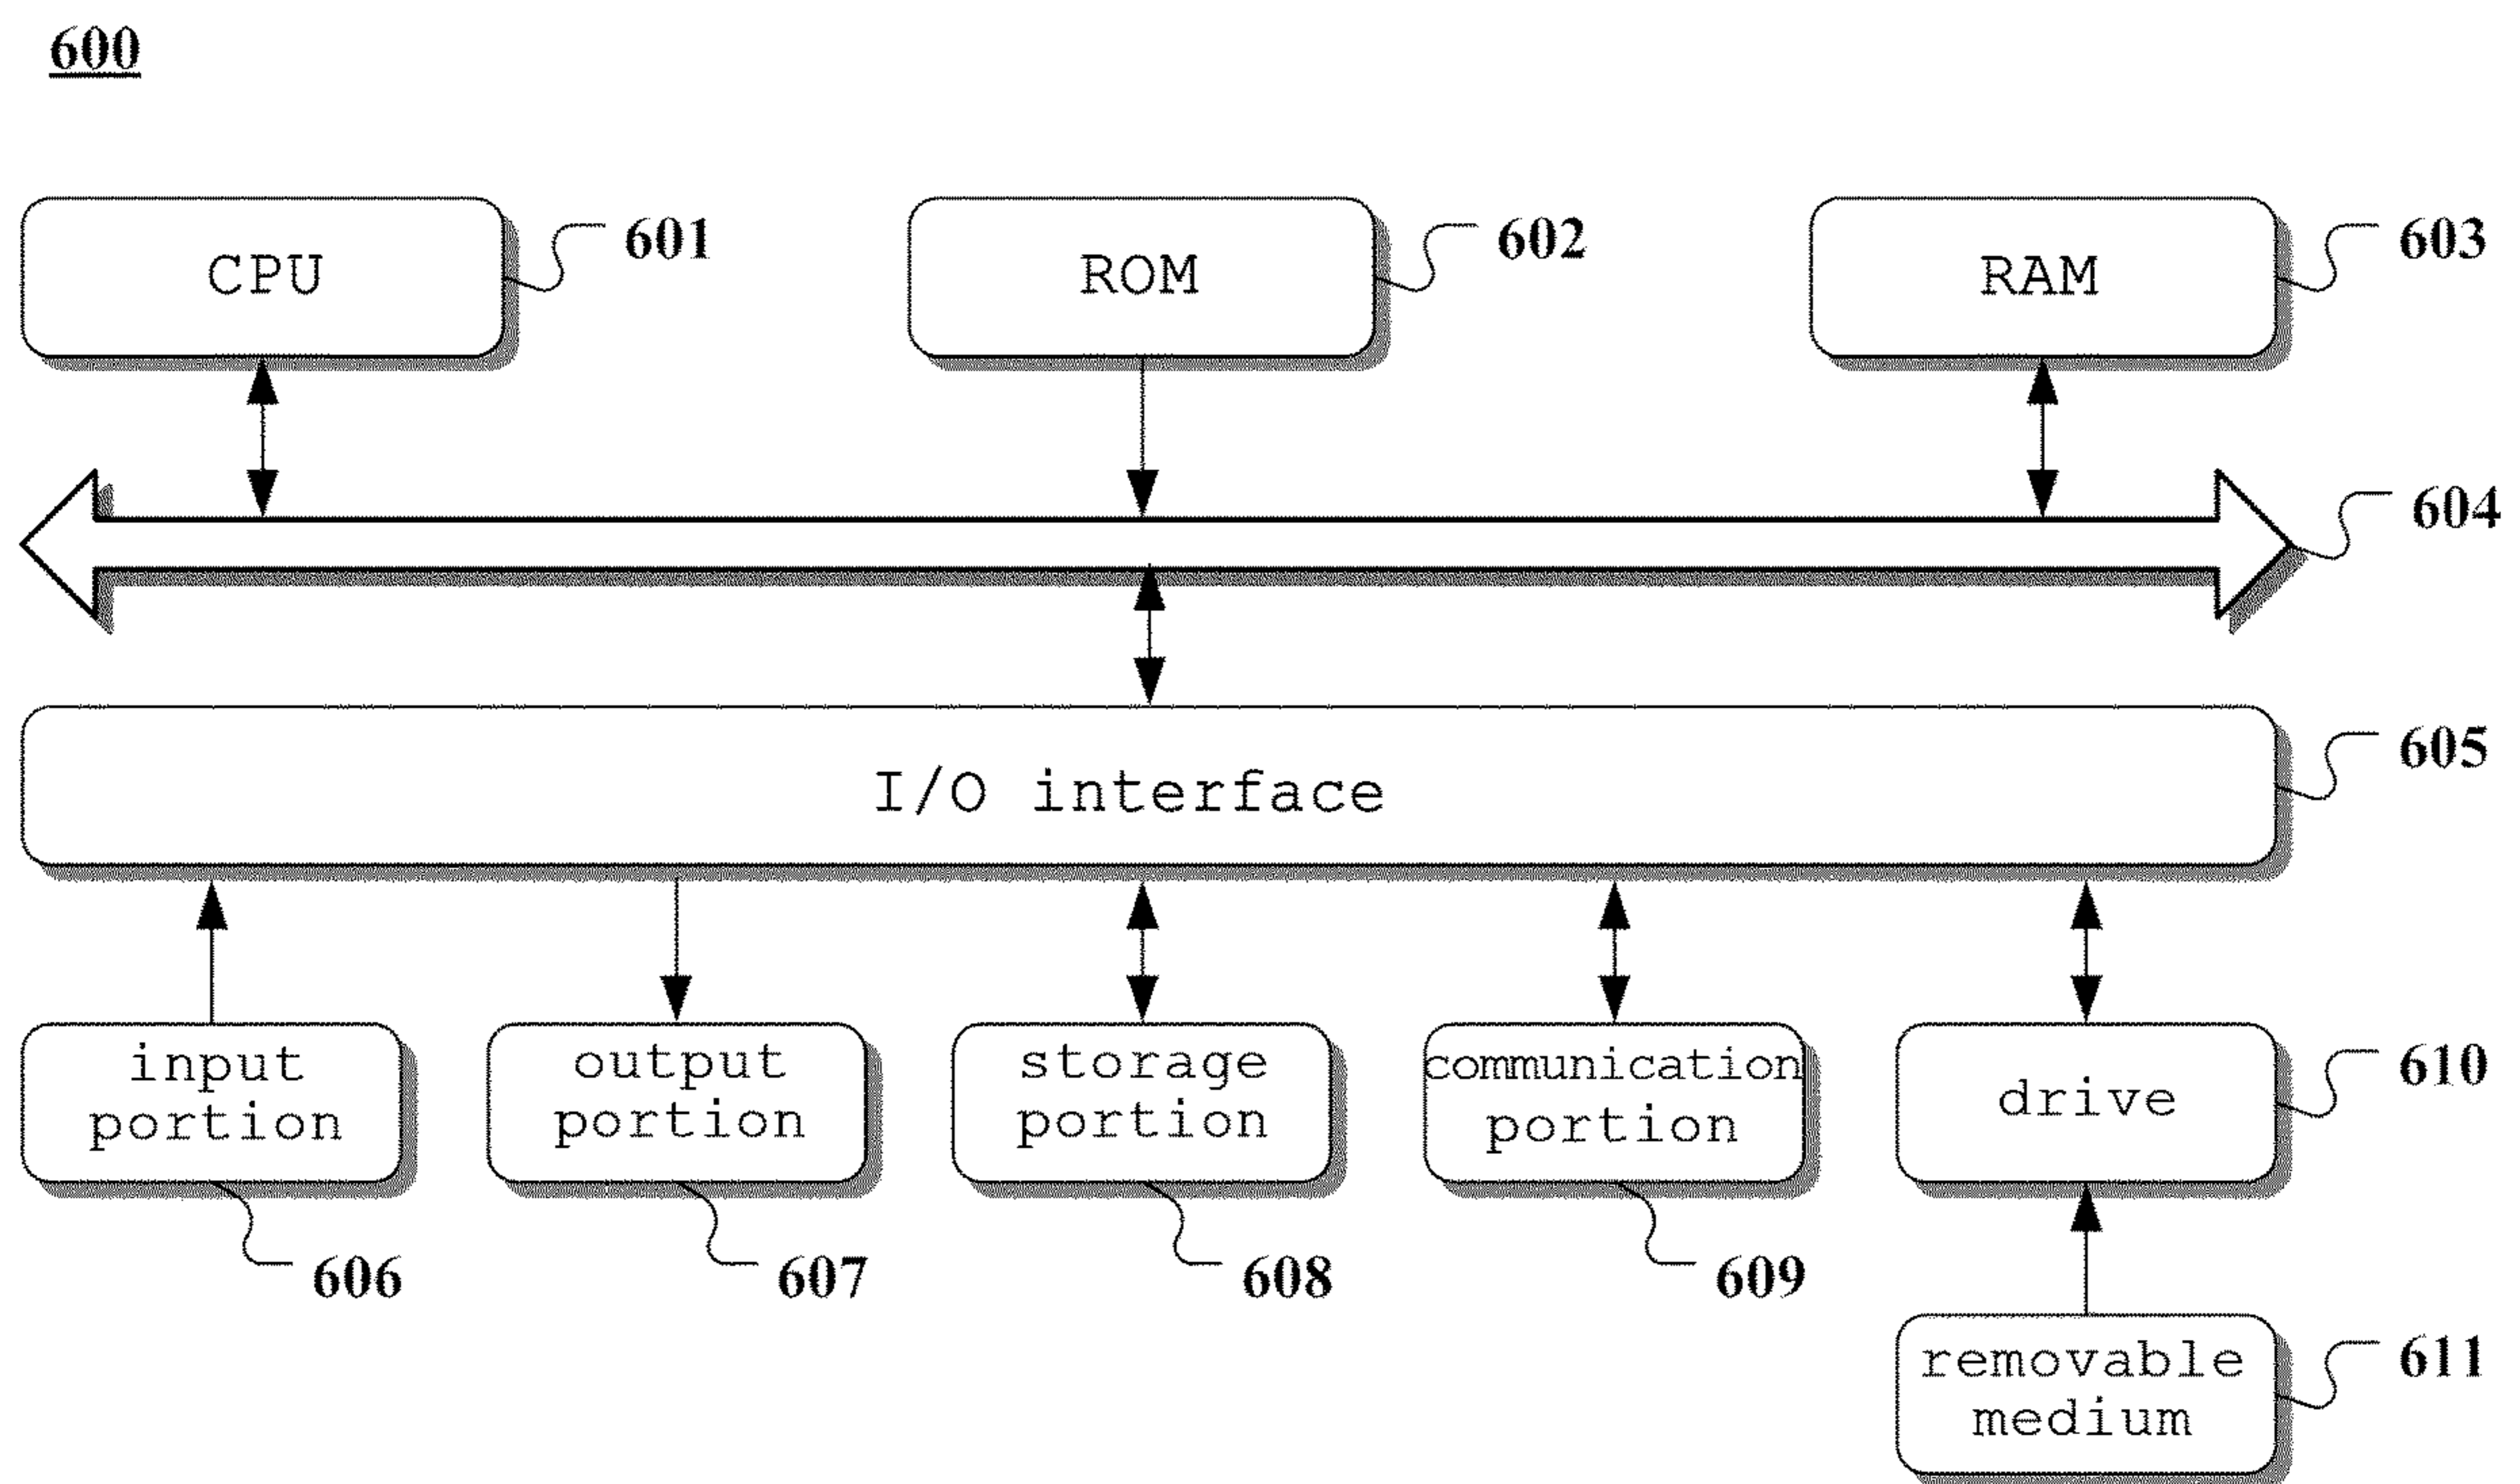 600
CPU
601
ROM
602
RAM
603
604
I/O interface
605
input
portion
output
portion
storage
portion
communication
portion
drive
610
606
607
608
609
removable
medium
611